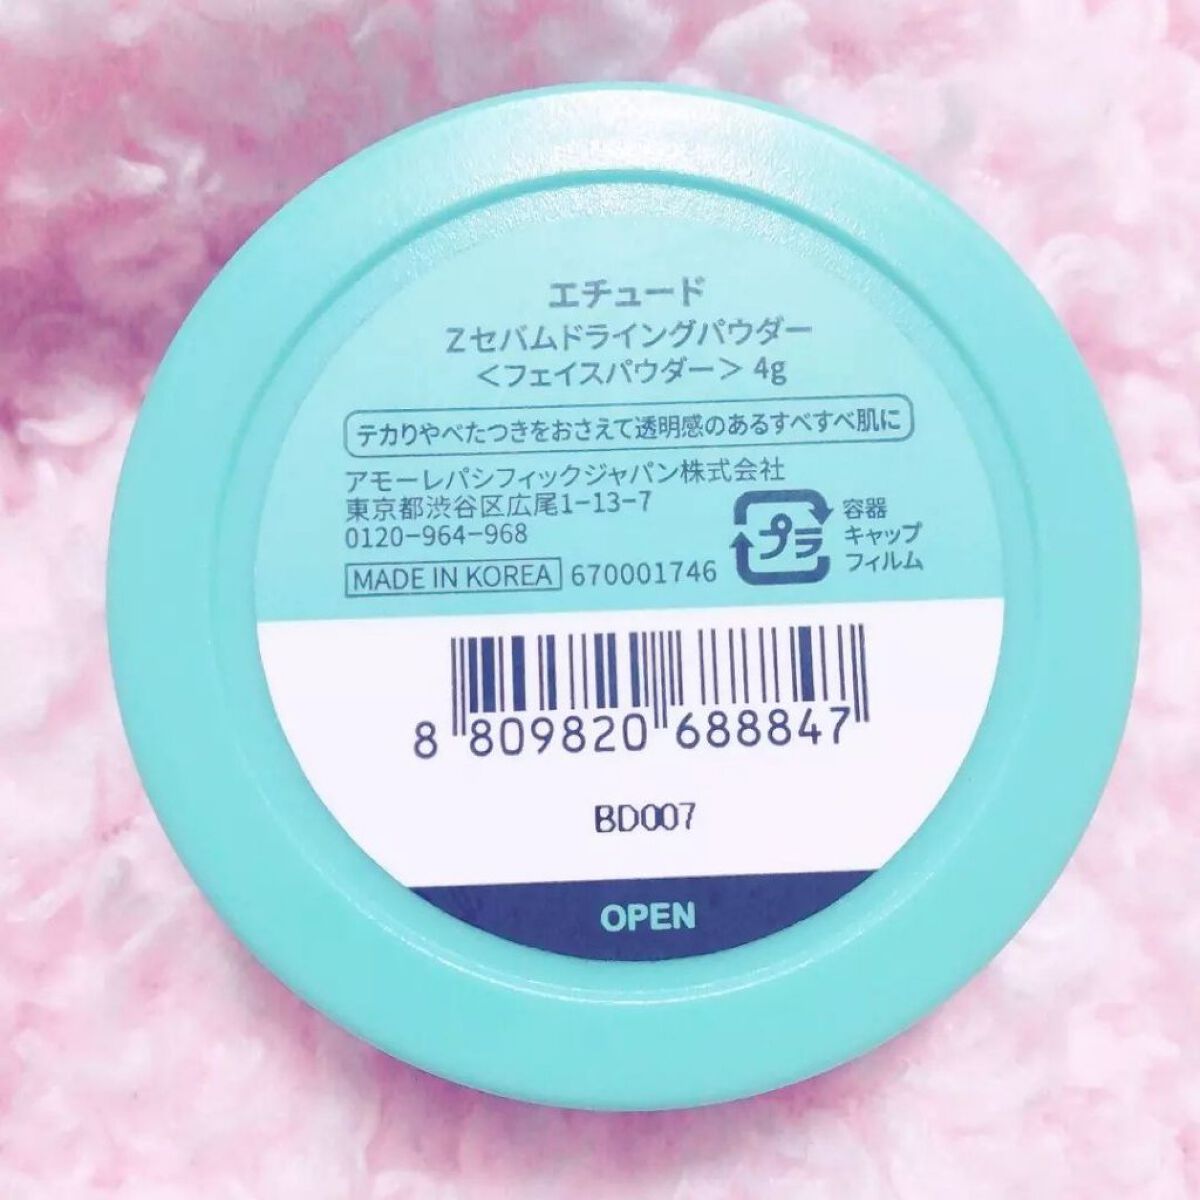 エチュード
Zセバムドライングパウダー
＜フェイスパウダー＞ 4g
テカりやべたつきをおさえて透明感のあるすべすべ肌に
アモーレパシフィックジャパン株式会社
東京都渋谷区広尾1-13-7
0120-964-968
MADE IN KOREA 670001746
プラ
容器
キャップ
フィルム
8 809820 688847
BD007
OPEN